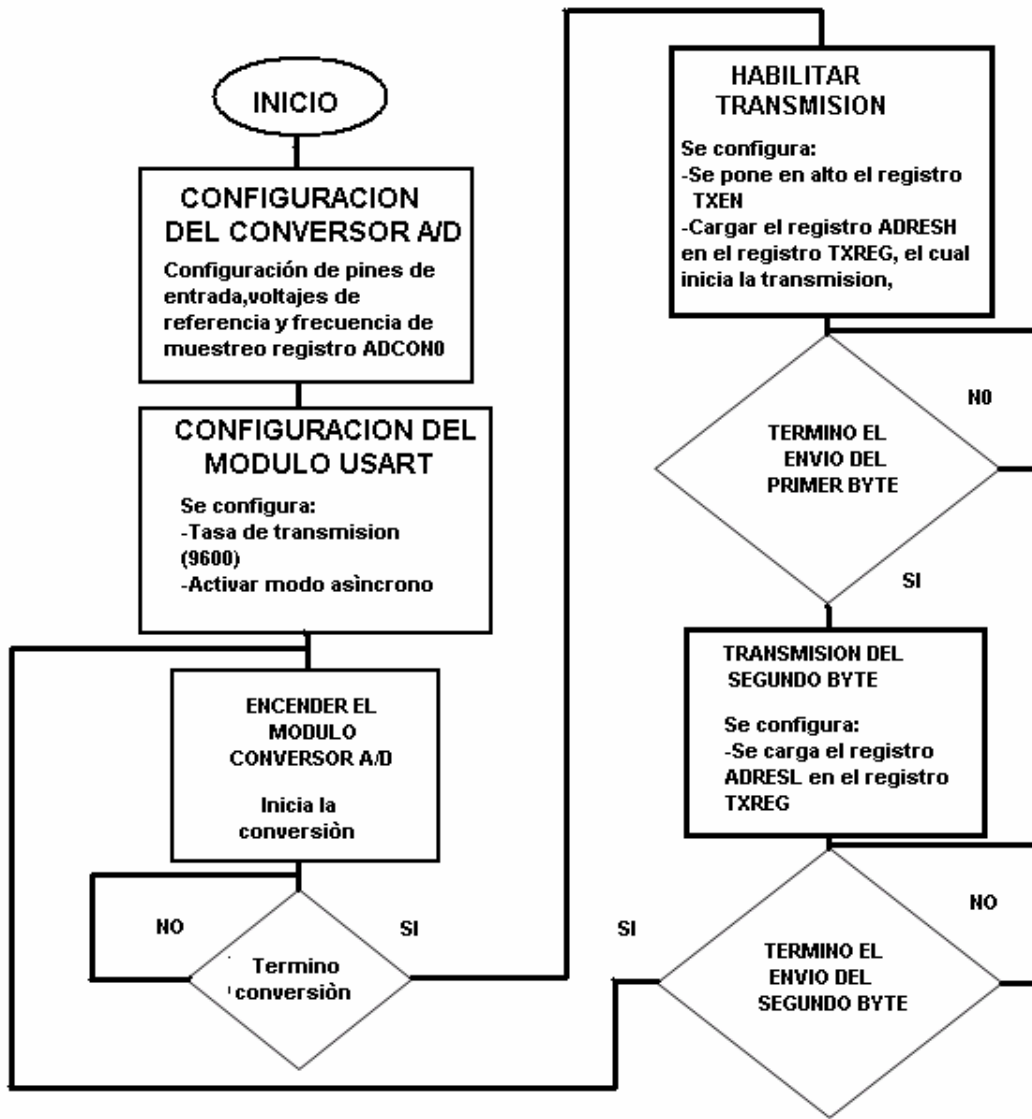 INICIO
CONFIGURACION
DEL CONVERSOR A/D
Configuración de pines de
entrada,voltajes de
referencia y frecuencia de
muestreo registro ADCON0
CONFIGURACION DEL
MODULO USART
Se configura:
-Tasa de transmision
(9600)
-Activar modo asìncrono
ENCENDER EL
MODULO
CONVERSOR A/D
Inicia la
conversiòn
NO
SI
Termino
conversiòn
HABILITAR
TRANSMISION
Se configura:
-Se pone en alto el registro
TXEN
-Cargar el registro ADRESH
en el registro TXREG, el cual
inicia la transmision,
N0
TERMINO EL
ENVIO DEL
PRIMER BYTE
SI
TRANSMISION DEL
SEGUNDO BYTE
Se configura:
-Se carga el registro
ADRESL en el registro
TXREG
SI
NO
TERMINO EL
ENVIO DEL
SEGUNDO BYTE